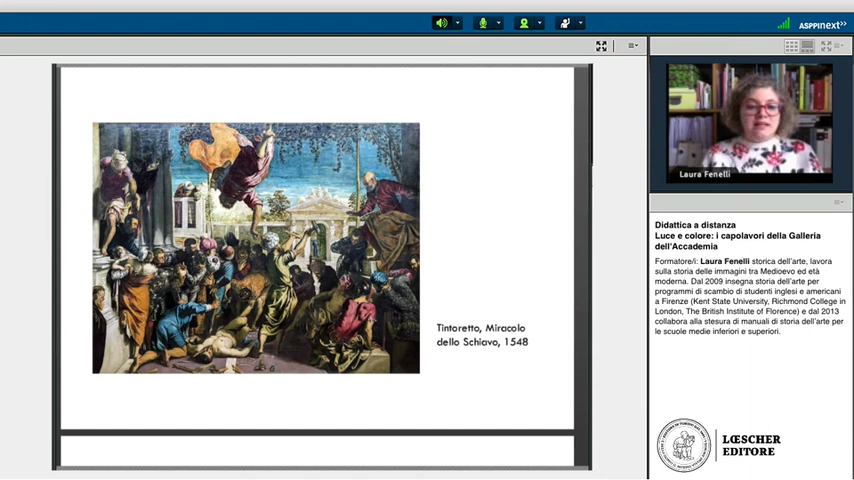 ASPPInext>>
Tintoretto, Miracolo
dello Schiavo, 1548
Laura Fenelli
Didattica a distanza
Luce e colore: i capolavori della Galleria
dell'Accademia
Formatore/i: Laura Fenelli storica dell'arte, lavora
sulla storia delle immagini tra Medioevo ed età
moderna. Dal 2009 insegna storia dell'arte per
programmi di scambio di studenti inglesi e americani
a Firenze (Kent State University, Richmond College in
London, The British Institute of Florence) e dal 2013
collabora alla stesura di manuali di storia dell'arte per
le scuole medie inferiori e superiori.
LŒSCHER
EDITORE